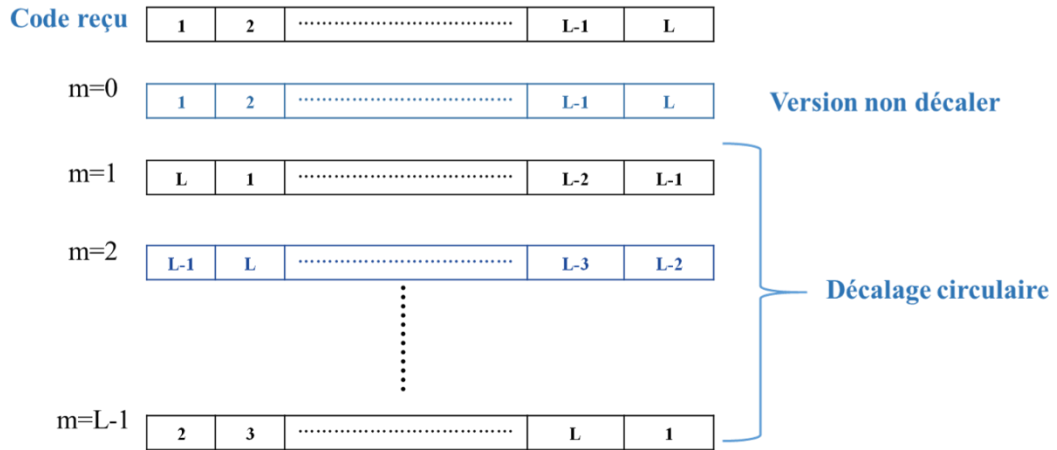 Code reçu 1 2 ........................ L-1 L
m=0 1 2 ........................ L-1 L Version non décaler
m=1 L 1 ........................ L-2 L-1
m=2 L-1 L ........................ L-3 L-2
Décalage circulaire
m=L-1 2 3 ........................ L 1